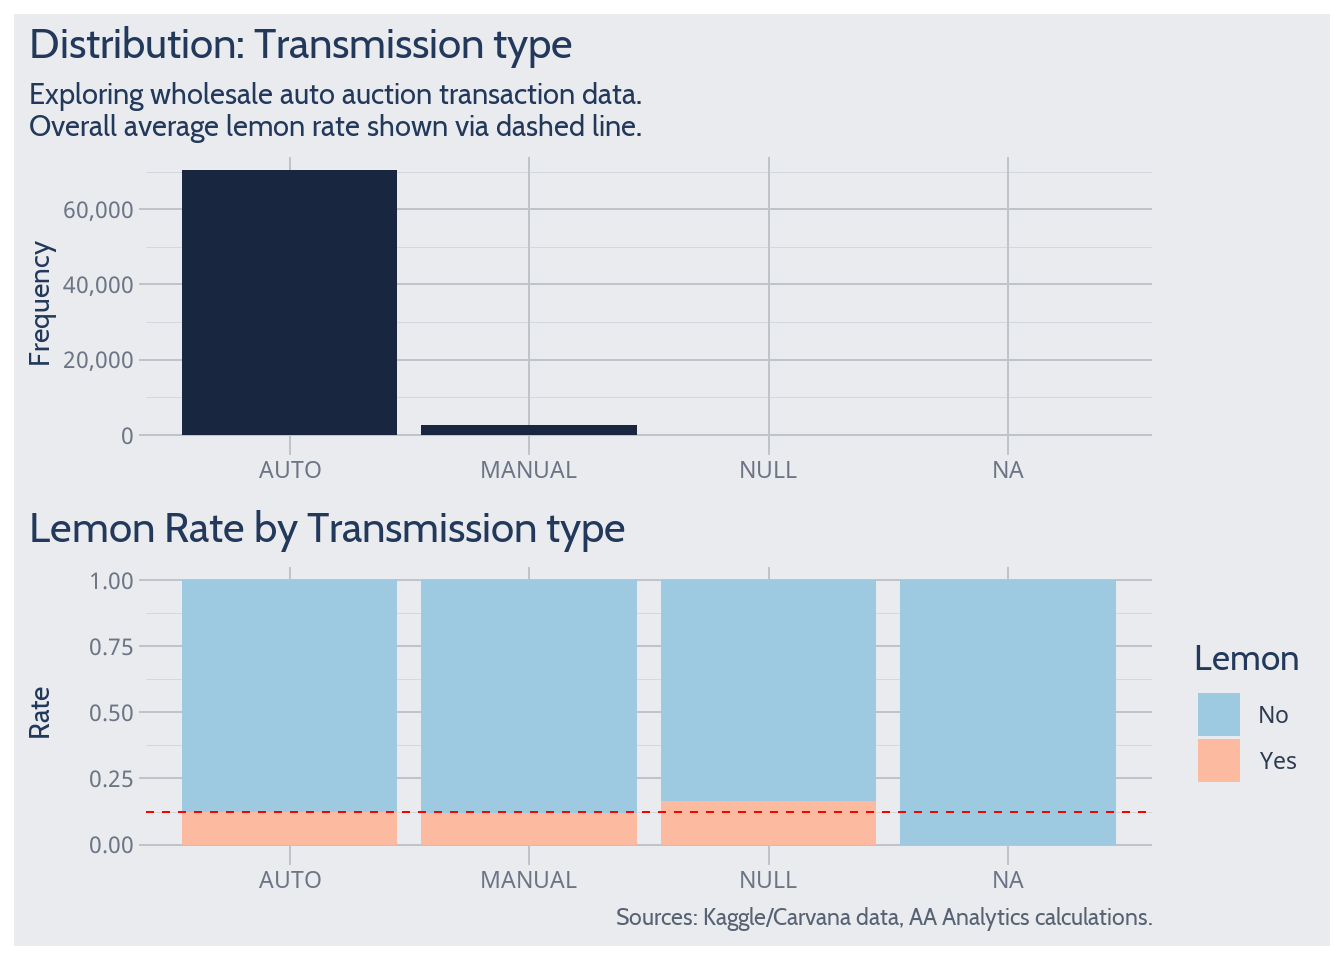 Distribution: Transmission type
Exploring wholesale auto auction transaction data.
Overall average lemon rate shown via dashed line.
Frequency
60,000
40,000
20,000
0
AUTO MANUAL NULL NA
Lemon Rate by Transmission type
Rate
1.00
0.75
0.50
0.25
0.00
AUTO MANUAL NULL NA
Lemon
No
Yes
Sources: Kaggle/Carvana data, AA Analytics calculations.